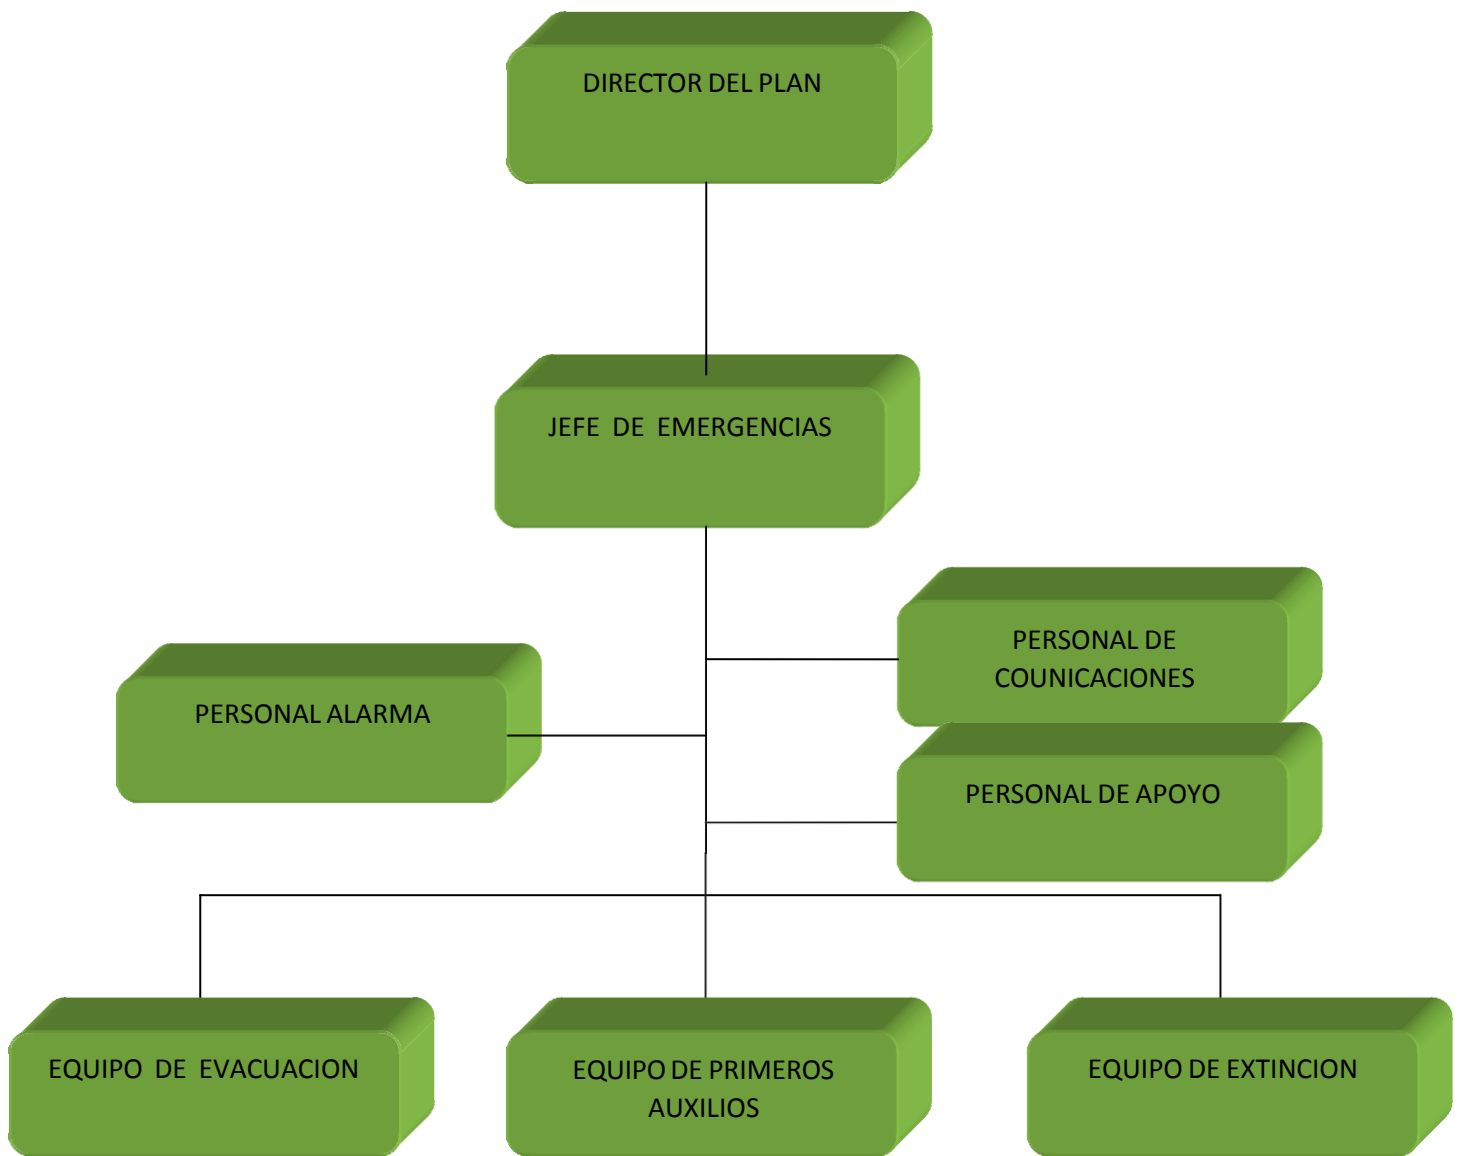 DIRECTOR DEL PLAN
JEFE DE EMERGENCIAS
PERSONAL DE
COUNICACIONES
PERSONAL ALARMA
PERSONAL DE APOYO
EQUIPO DE EVACUACION
EQUIPO DE PRIMEROS
AUXILIOS
EQUIPO DE EXTINCION